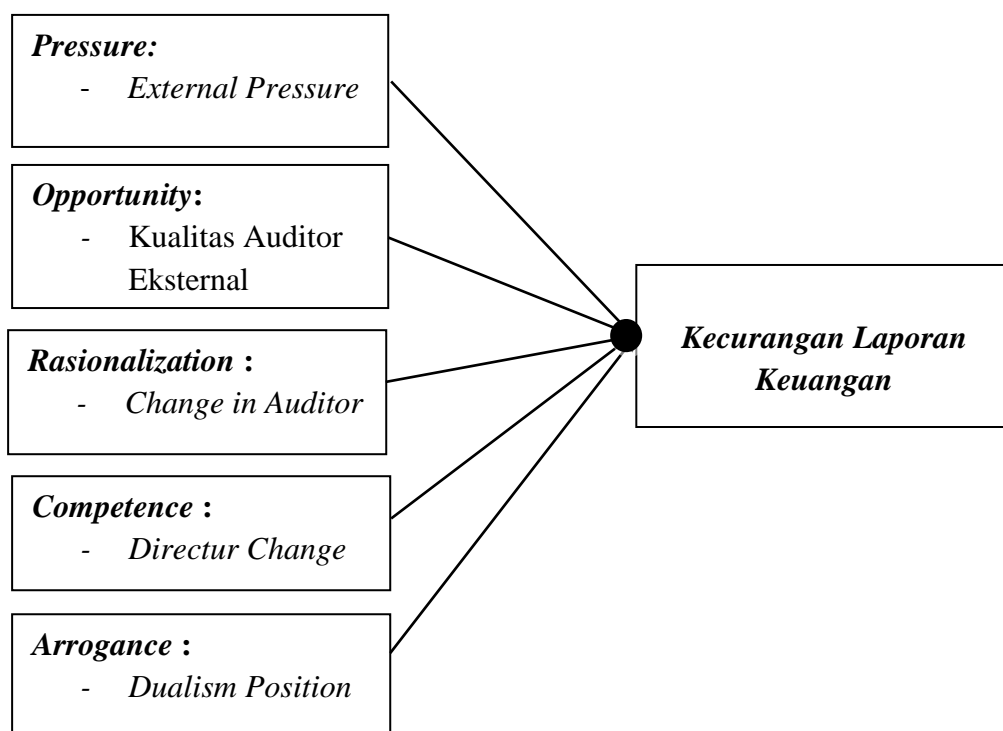 Pressure:
- External Pressure
Opportunity:
- Kualitas Auditor
Eksternal
Rasionalization :
- Change in Auditor
Competence :
- Directur Change
Arrogance :
- Dualism Position
Kecurangan Laporan
Keuangan